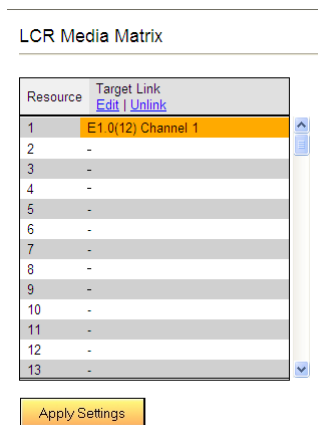 LCR Media Matrix
Resource Target Link
Edit | Unlink
1 E1.0(12) Channel 1
2 -
3 -
4 -
5 -
6 -
7 -
8 -
9 -
10 -
11 -
12 -
13 -
Apply Settings